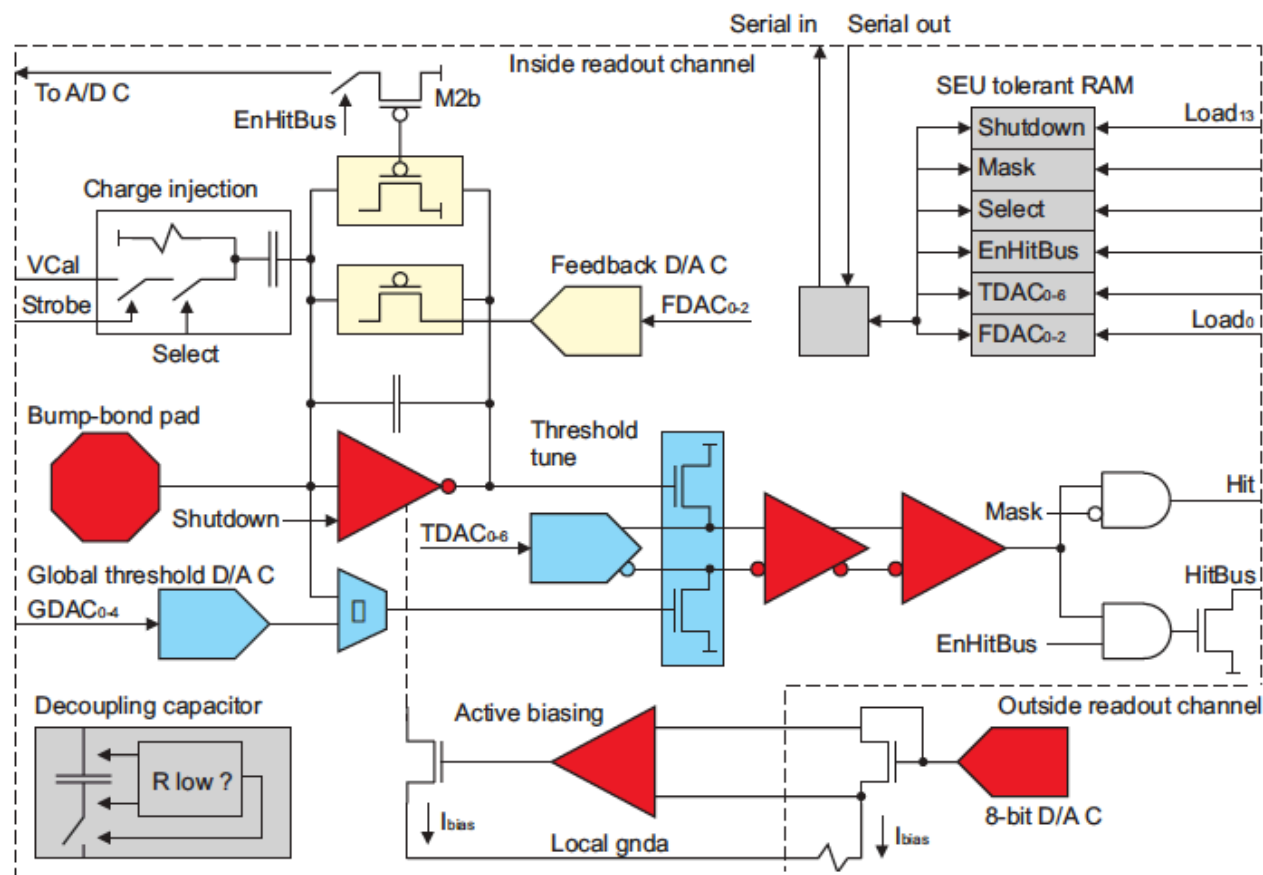 Serial in
Serial out
Inside readout channel
To A/D C
M2b
EnHitBus
SEU tolerant RAM
Shutdown
Load13
Mask
Select
EnHitBus
TDAC0-6
FDAC0-2
Load0
Charge injection
VCal
Strobe
Select
Feedback D/A C
FDAC0-2
Bump-bond pad
Threshold
tune
Shutdown
TDAC0-6
Mask
Hit
Global threshold D/A C
GDAC0-4
HitBus
EnHitBus
Decoupling capacitor
R low ?
Active biasing
Outside readout channel
8-bit D/A C
Ibias
Local gnda
Ibias